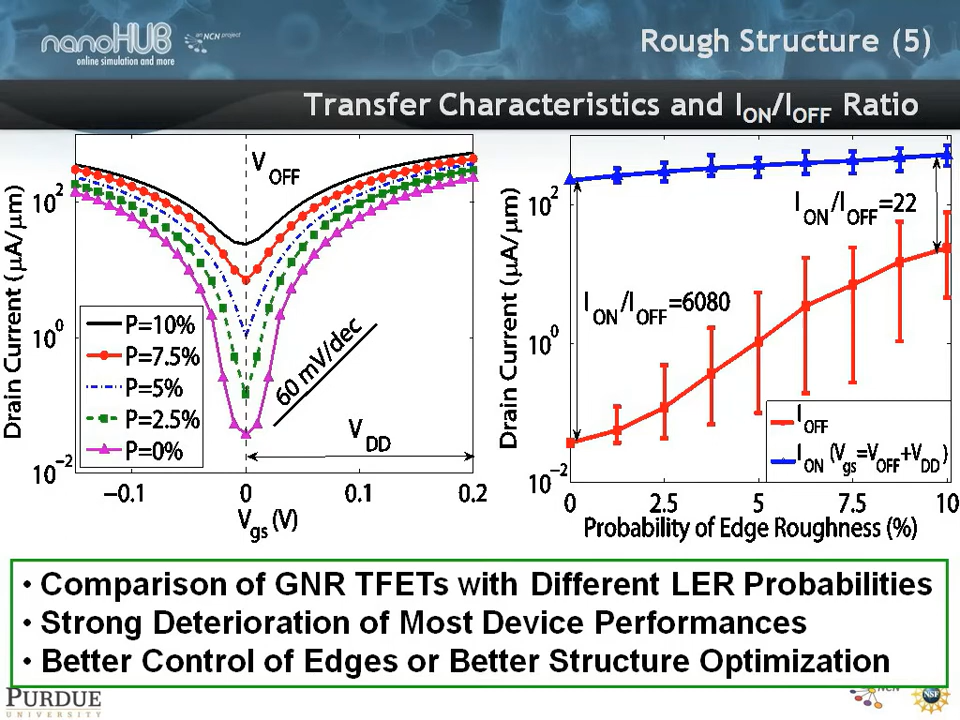 nanoHUB
an NCN project
online simulation and more
Rough Structure (5)
Transfer Characteristics and ION/IOFF Ratio
Drain Current (μA/μm)
10²
10⁰
10⁻²
VOFF
P=10%
P=7.5%
P=5%
P=2.5%
P=0%
60 mV/dec
VDD
−0.1
0
0.1
0.2
Vgs (V)
Drain Current (μA/μm)
10²
10⁰
10⁻²
ION/IOFF=22
ION/IOFF=6080
IOFF
ION (Vgs=VOFF+VDD)
0
2.5
5
7.5
10
Probability of Edge Roughness (%)
• Comparison of GNR TFETs with Different LER Probabilities
• Strong Deterioration of Most Device Performances
• Better Control of Edges or Better Structure Optimization
PURDUE
UNIVERSITY
NCN
NSF